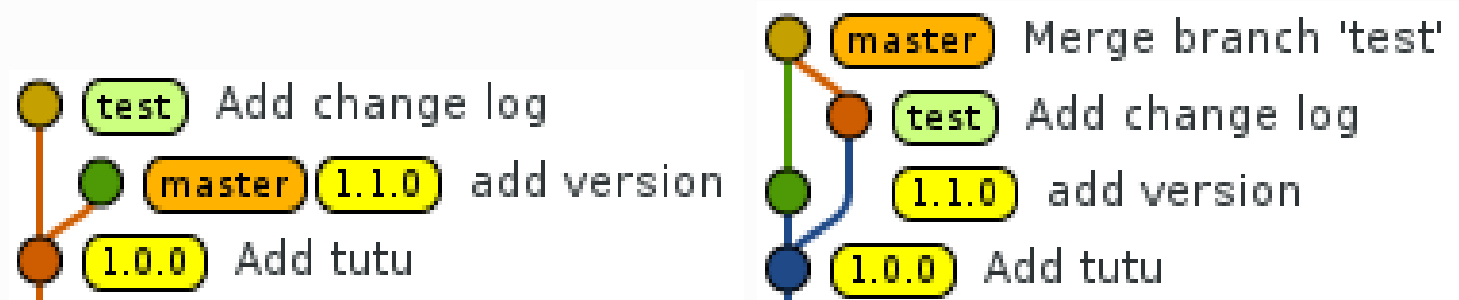 test Add change log
master 1.1.0 add version
1.0.0 Add tutu
master Merge branch 'test'
test Add change log
1.1.0 add version
1.0.0 Add tutu